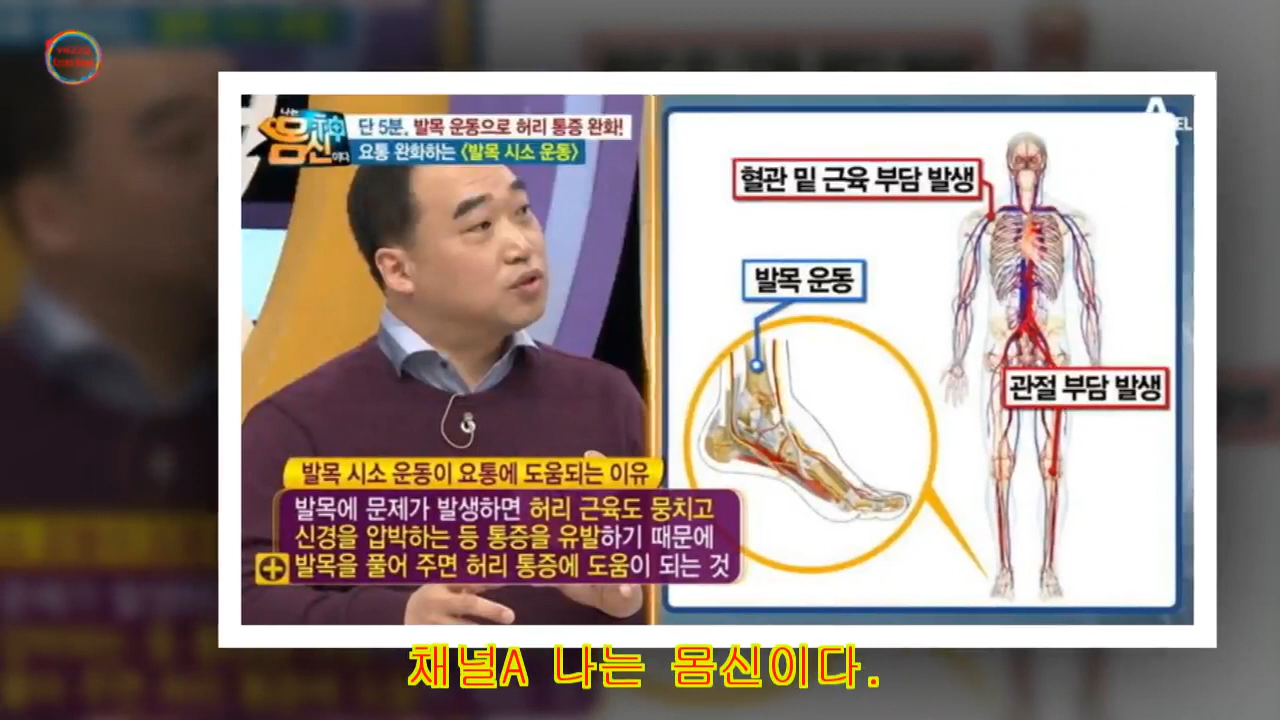 나는
몸신
이다
단 5분, 발목 운동으로 허리 통증 완화!
요통 완화하는 <발목 시소 운동>
A
EL
혈관 밑 근육 부담 발생
발목 운동
관절 부담 발생
발목 시소 운동이 요통에 도움되는 이유
발목에 문제가 발생하면 허리 근육도 뭉치고
신경을 압박하는 등 통증을 유발하기 때문에
발목을 풀어 주면 허리 통증에 도움이 되는 것
채널A 나는 몸신이다.